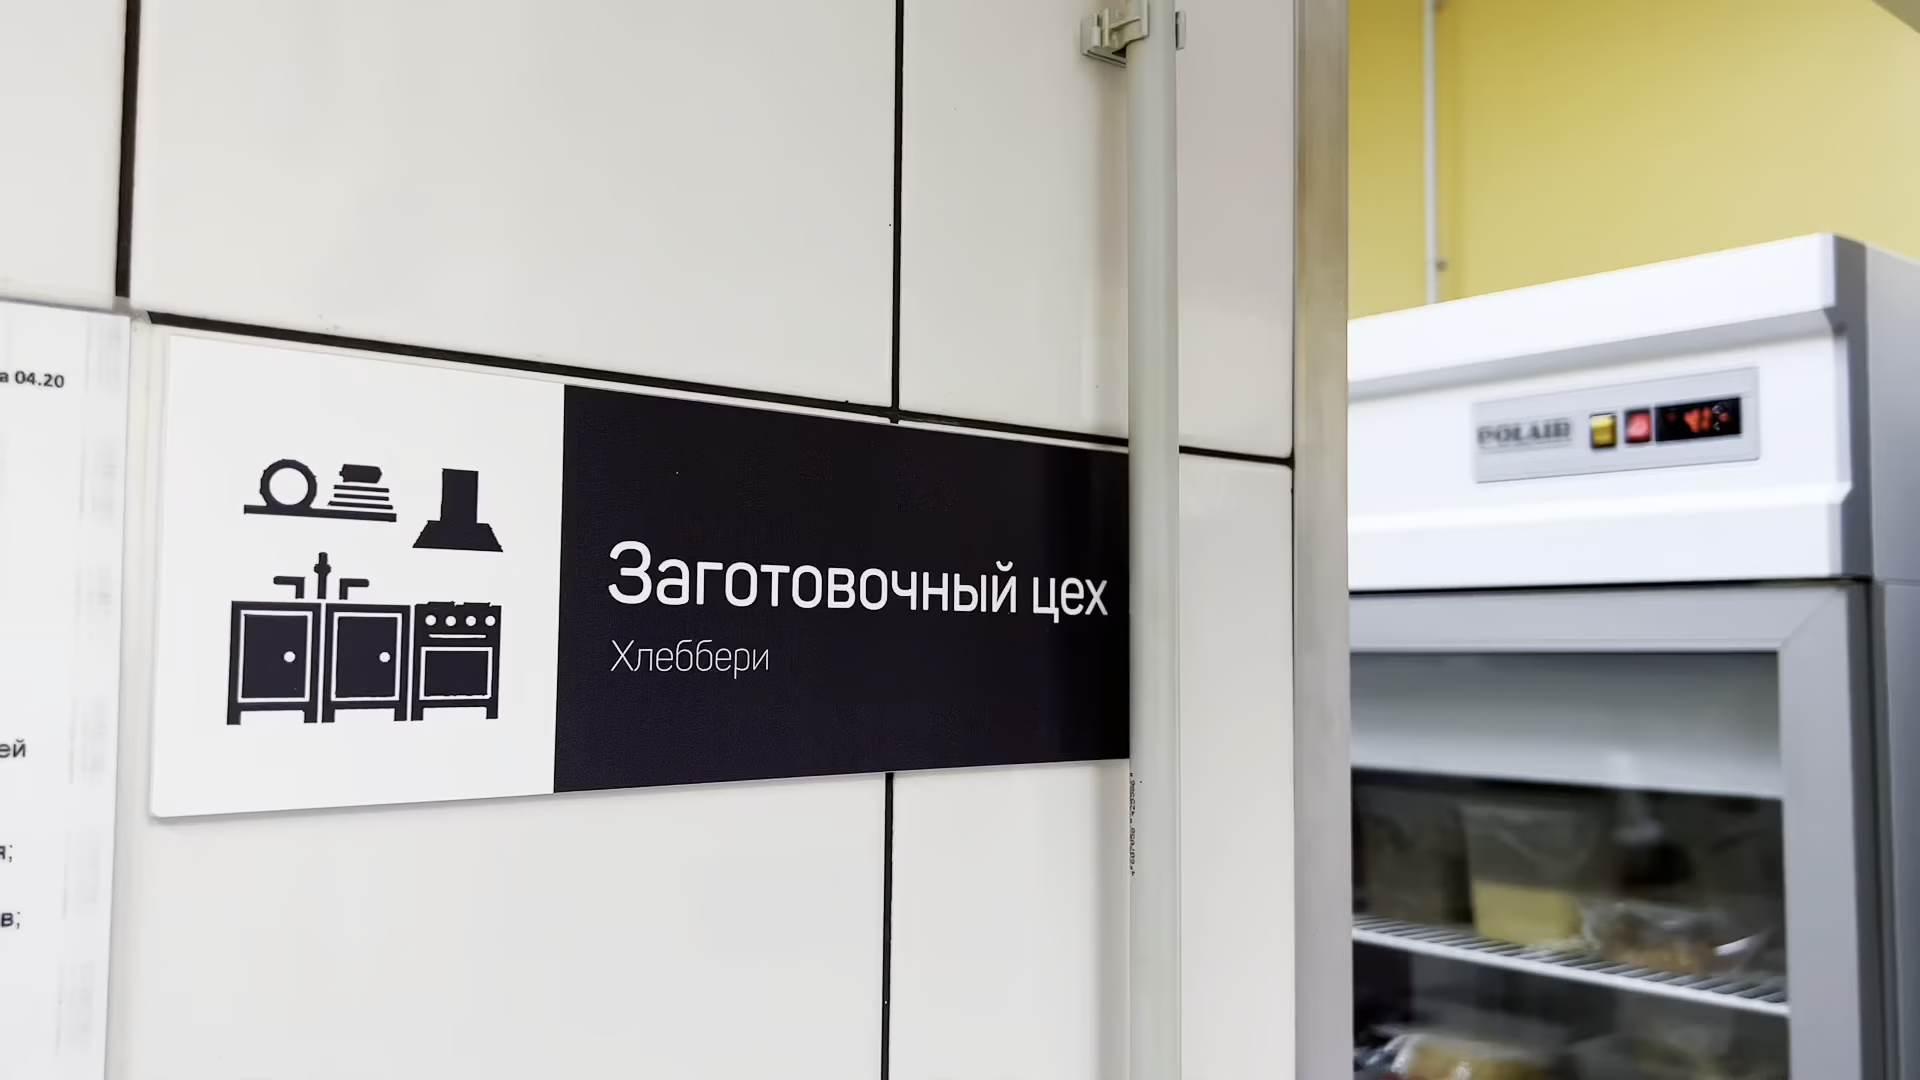 а 04.20
ей
я;
в;
Заготовочный цех
Хлеббери
POLAIR